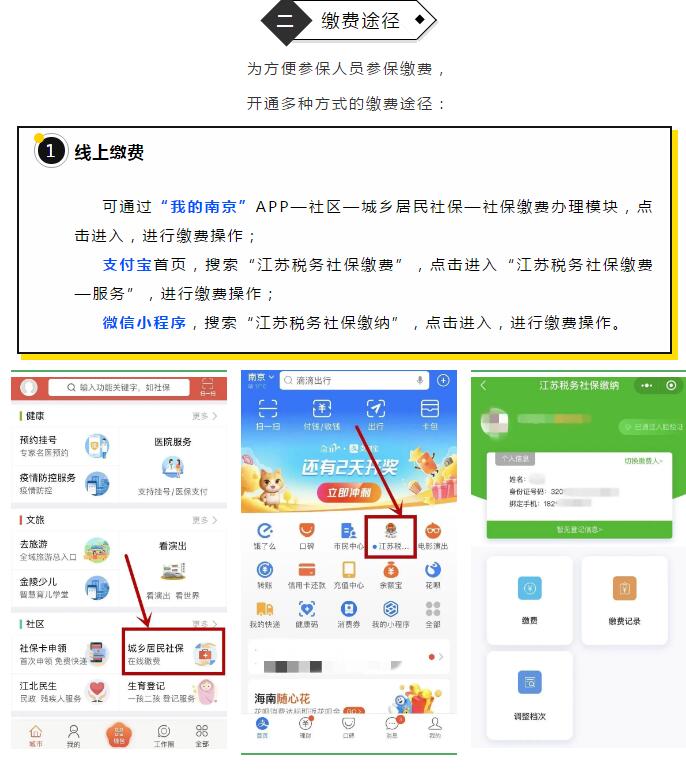 二
缴费途径
为方便参保人员参保缴费，
开通多种方式的缴费途径：
1 线上缴费
可通过“我的南京”APP—社区—城乡居民社保—社保缴费办理模块，点
击进入，进行缴费操作；
支付宝首页，搜索“江苏税务社保缴费”，点击进入“江苏税务社保缴费
—服务”，进行缴费操作；
微信小程序，搜索“江苏税务社保缴纳”，点击进入，进行缴费操作。
输入功能关键字，如社保
扫一扫
健康 更多
预约挂号
专家名医预约
医院服务
疫情防控服务
疫情防控
支持挂号/医保支付
文旅 更多
去旅游
全域旅游总入口
看演出
金陵少儿
智慧育儿学堂
看演出 看世界
社区 更多
社保卡申领
首次申领 免费快递
城乡居民社保
在线缴费
江北民生
民政 残疾人服务
生育登记
一孩二孩 登记服务
城市 我的 工作圈 全部
南京
滴滴出行
扫一扫 付钱/收钱 出行 卡包
还有2天开奖
立即冲刺
饿了么 口碑 市民中心 江苏税... 电影演出
转账 信用卡还款 充值中心 余额宝 花呗
我的快递 健康码 消费券 我的小程序 全部
海南随心花
花呗消费达标即返花呗金 GO>
首页 理财 口碑 消息 我的
江苏税务社保缴纳
已通过人脸验证
个人信息
切换缴费人>
姓名：
身份证号码：320
绑定手机：182
暂无登记信息>
缴费 缴费记录
调整档次